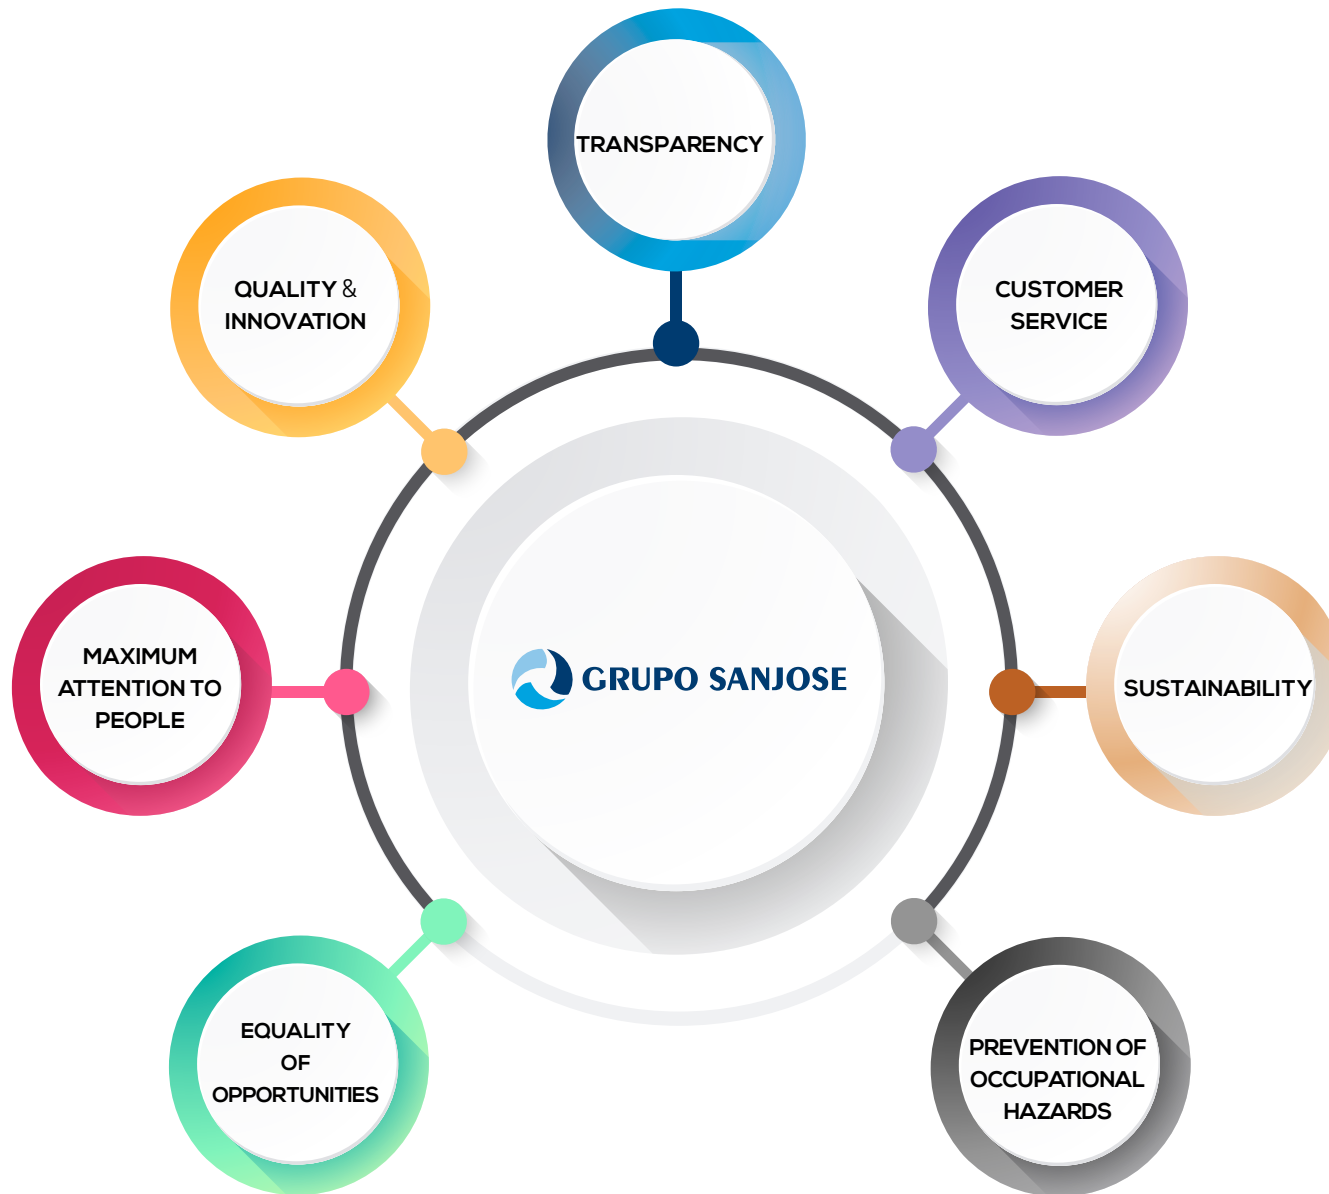 TRANSPARENCY
QUALITY &
INNOVATION
CUSTOMER
SERVICE
MAXIMUM
ATTENTION TO
PEOPLE
GRUPO SANJOSE
SUSTAINABILITY
EQUALITY
OF
OPPORTUNITIES
PREVENTION OF
OCCUPATIONAL
HAZARDS